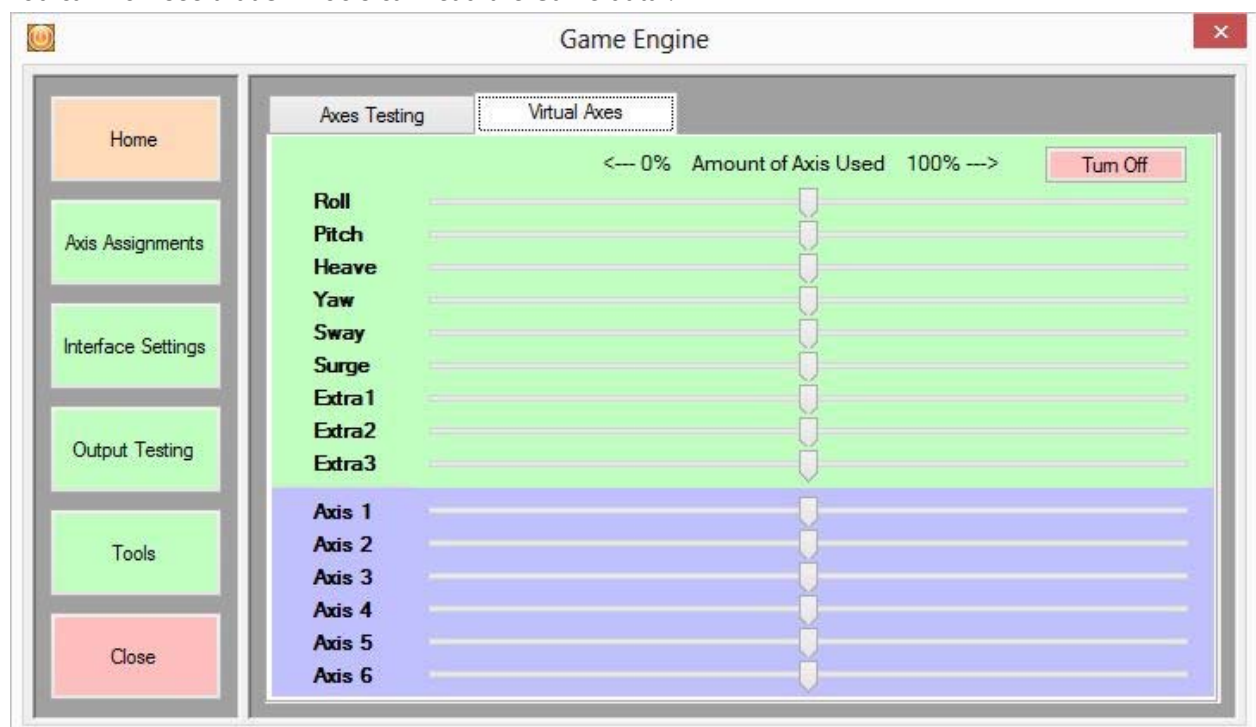 Game Engine
Home
Axis Assignments
Interface Settings
Output Testing
Tools
Close
Axes Testing
Virtual Axes
<--- 0% Amount of Axis Used 100% --->
Turn Off
Roll
Pitch
Heave
Yaw
Sway
Surge
Extra1
Extra2
Extra3
Axis 1
Axis 2
Axis 3
Axis 4
Axis 5
Axis 6